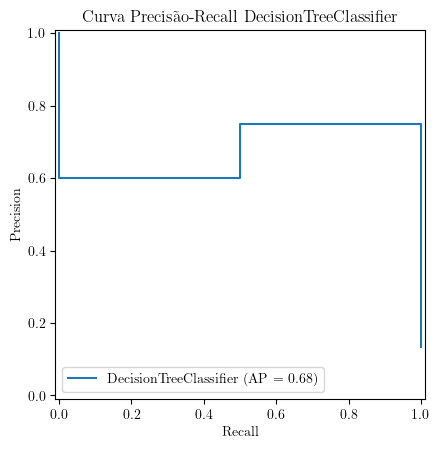 Curva Precisão-Recall DecisionTreeClassifier
1.0
0.8
0.6
0.4
0.2
0.0
Precision
DecisionTreeClassifier (AP = 0.68)
0.0 0.2 0.4 0.6 0.8 1.0
Recall